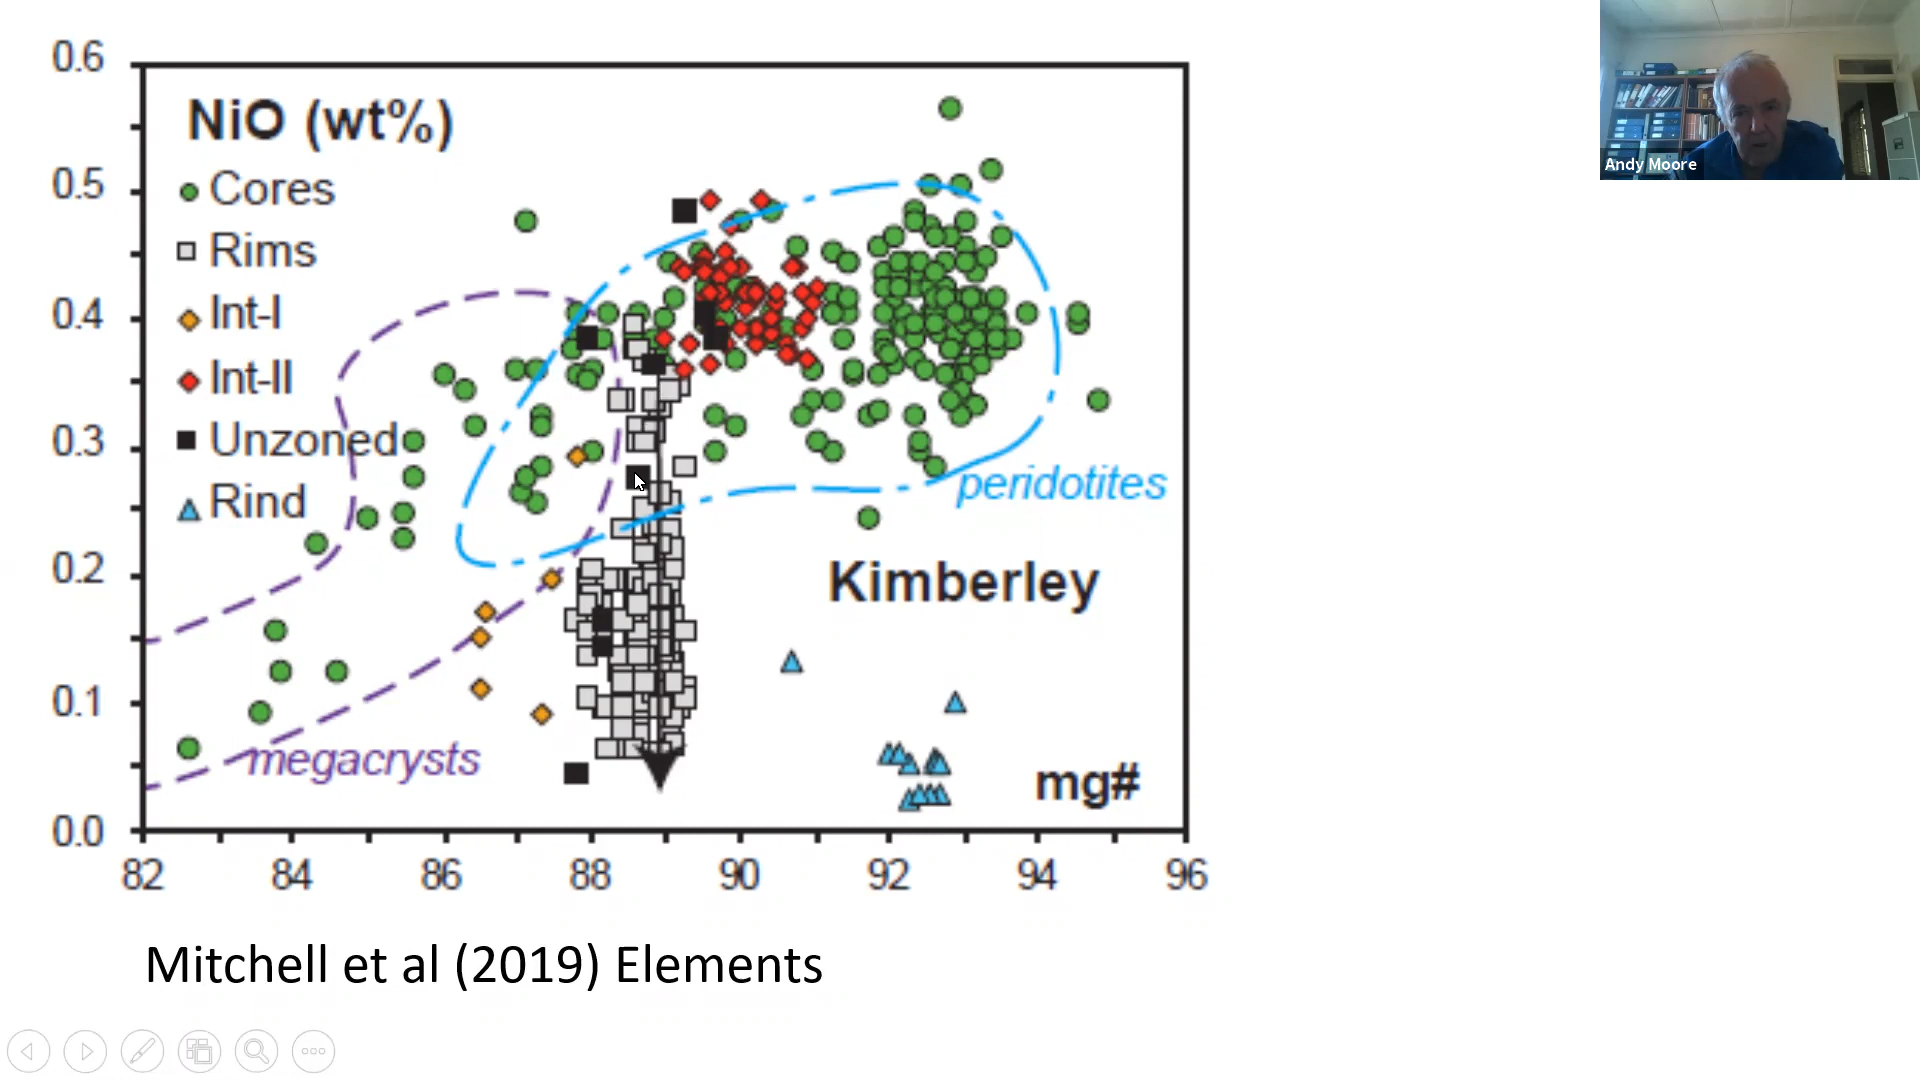 0.6
0.5
0.4
0.3
0.2
0.1
0.0
NiO (wt%)
Cores
Rims
Int-I
Int-II
Unzoned
Rind
peridotites
Kimberley
megacrysts
mg#
82 84 86 88 90 92 94 96
Mitchell et al (2019) Elements
Andy Moore